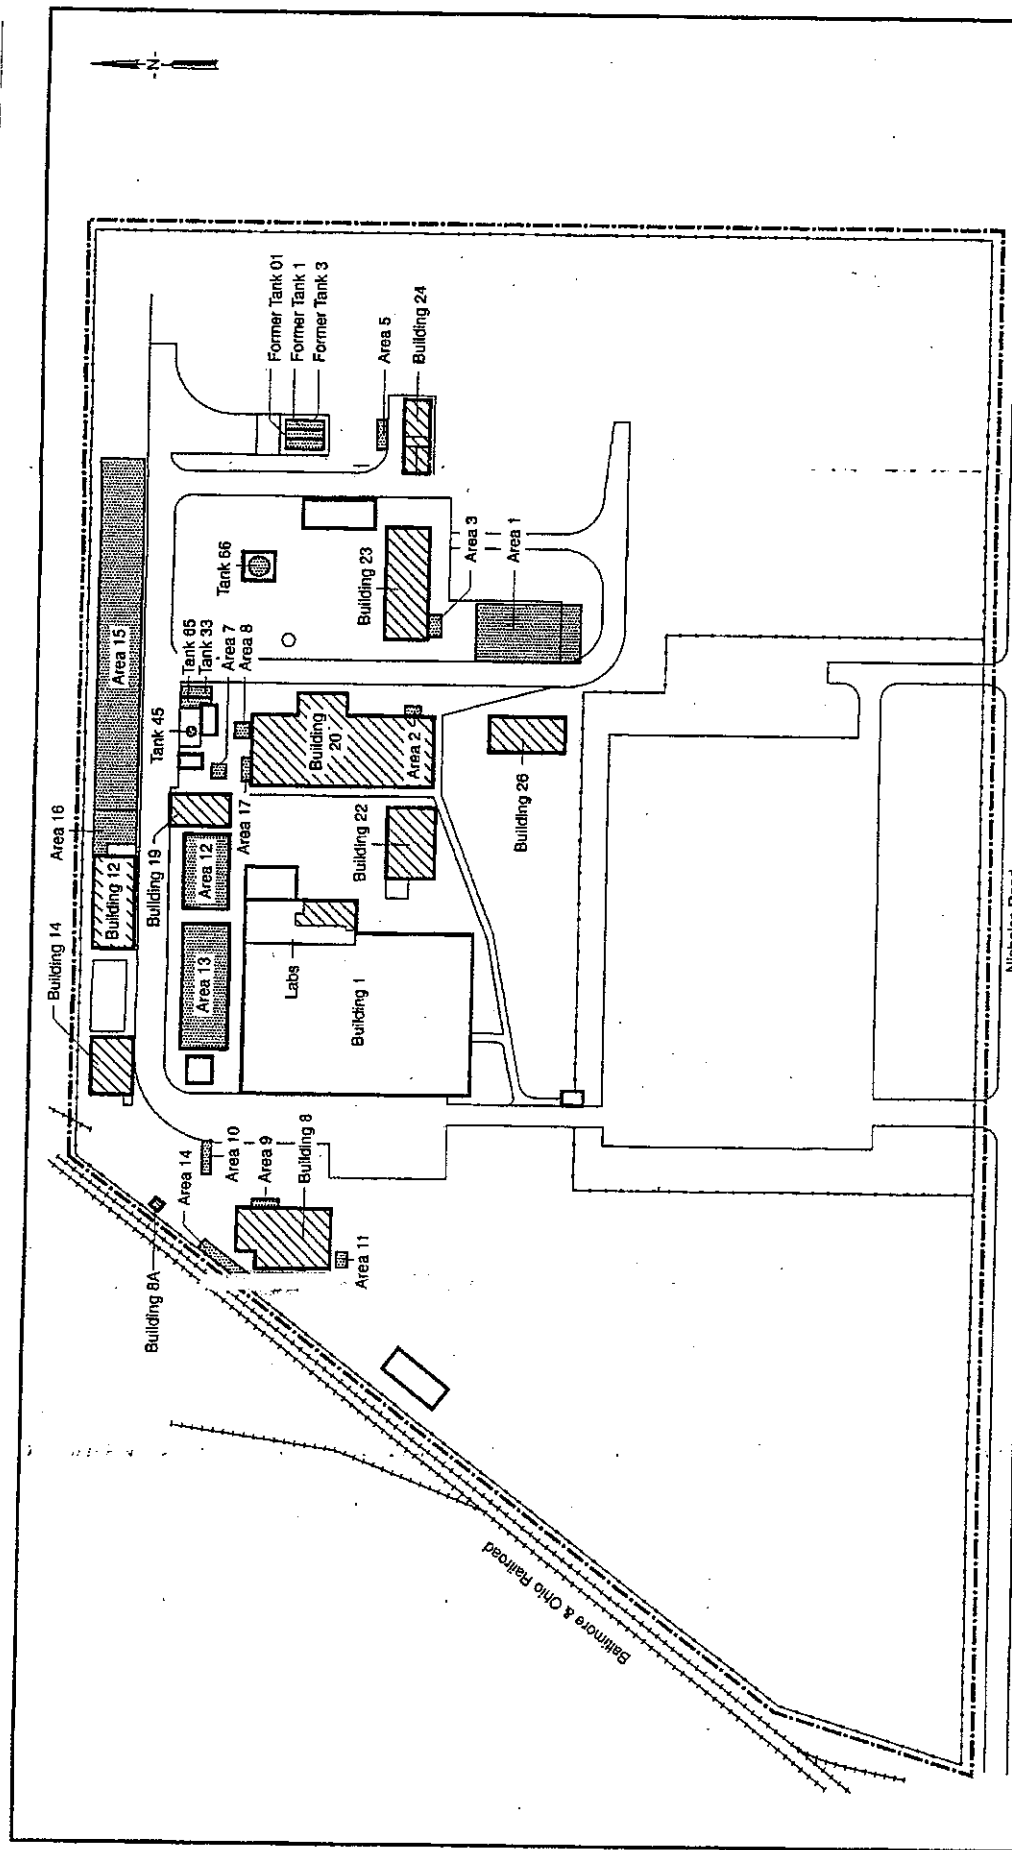 -N-
Former Tank 01
Former Tank 1
Former Tank 3
Area 5
Building 24
Tank 66
Building 23
Area 3
Area 1
Area 15
Tank 65
Tank 33
Area 7
Area 8
Tank 45
Building
20
Area 2
Building 26
Area 16
Building 12
Building 19
Area 12
Area 17
Building 22
Building 14
Area 13
Labs
Building 1
Area 14
Area 10
Area 9
Building 8
Area 11
Building 8A
Baltimore & Ohio Railroad